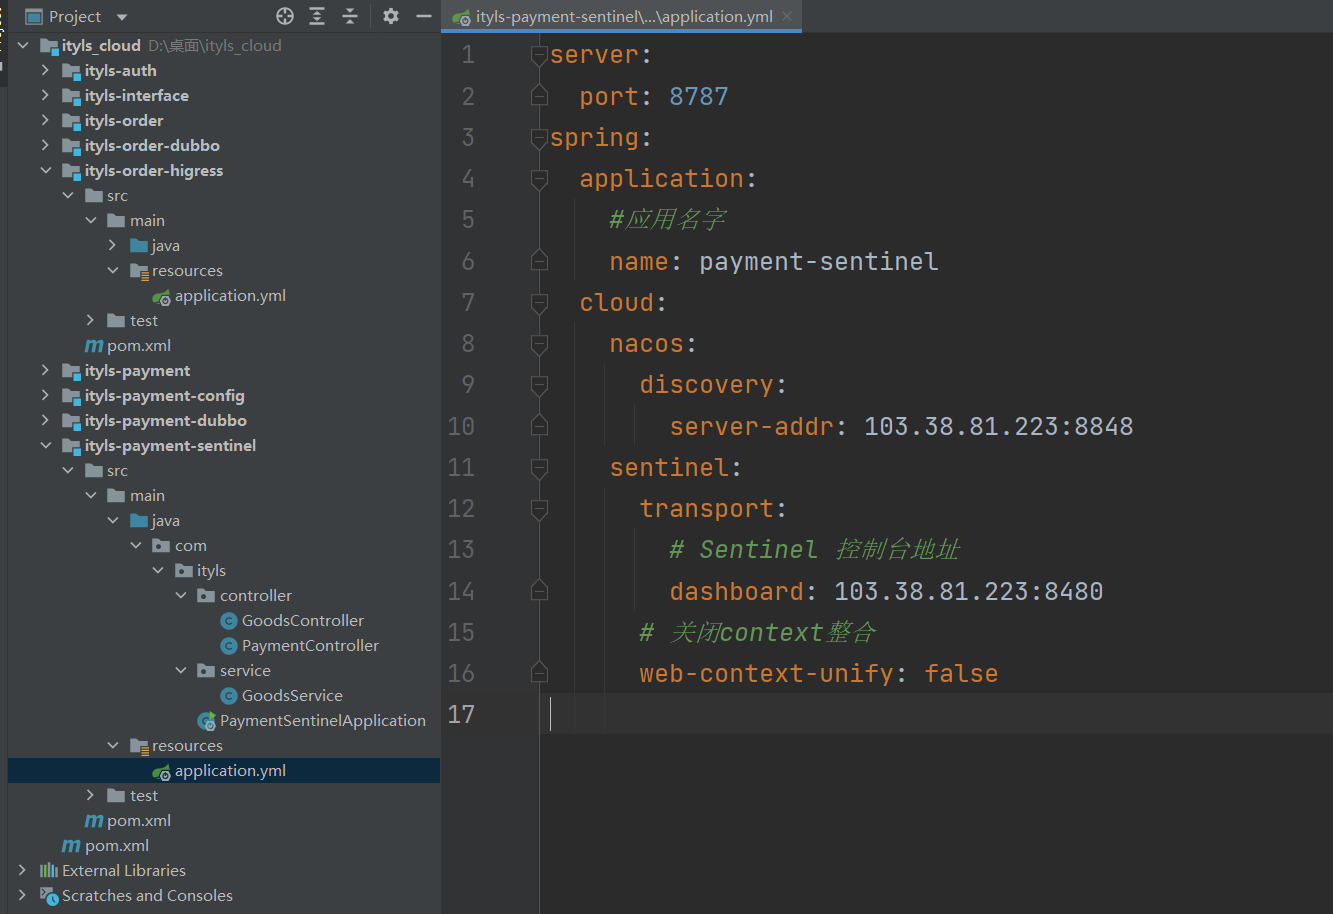 Project
ityls_cloud D:\桌面\ityls_cloud
ityls-auth
ityls-interface
ityls-order
ityls-order-dubbo
ityls-order-higress
src
main
java
resources
application.yml
test
pom.xml
ityls-payment
ityls-payment-config
ityls-payment-dubbo
ityls-payment-sentinel
src
main
java
com
ityls
controller
GoodsController
PaymentController
service
GoodsService
PaymentSentinelApplication
resources
application.yml
test
pom.xml
pom.xml
External Libraries
Scratches and Consoles
ityls-payment-sentinel\...\application.yml
1 server:
2 port: 8787
3 spring:
4 application:
5 #应用名字
6 name: payment-sentinel
7 cloud:
8 nacos:
9 discovery:
10 server-addr: 103.38.81.223:8848
11 sentinel:
12 transport:
13 # Sentinel 控制台地址
14 dashboard: 103.38.81.223:8480
15 # 关闭context整合
16 web-context-unify: false
17